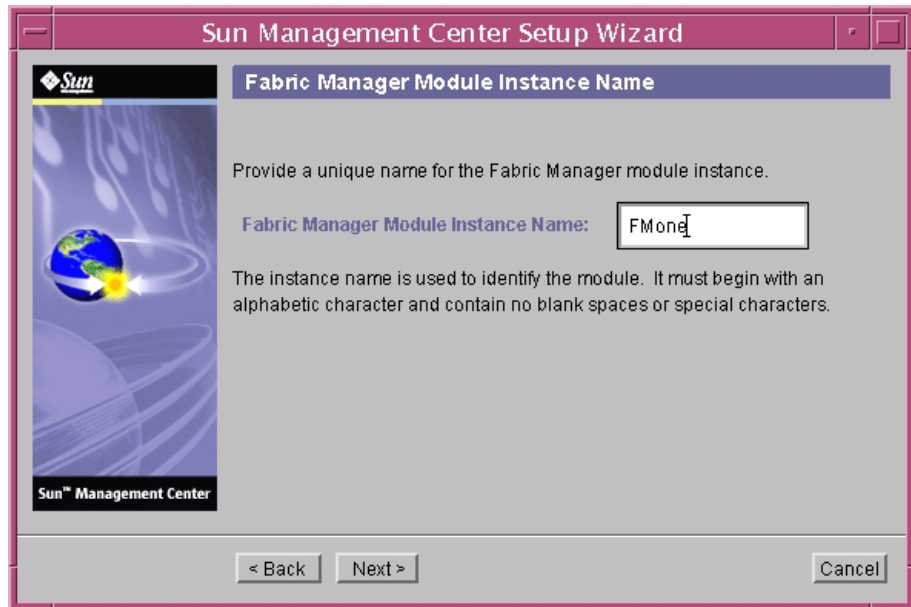 Sun Management Center Setup Wizard
Sun
Fabric Manager Module Instance Name
Provide a unique name for the Fabric Manager module instance.
Fabric Manager Module Instance Name: FMone
The instance name is used to identify the module. It must begin with an
alphabetic character and contain no blank spaces or special characters.
Sun™ Management Center
< Back Next > Cancel